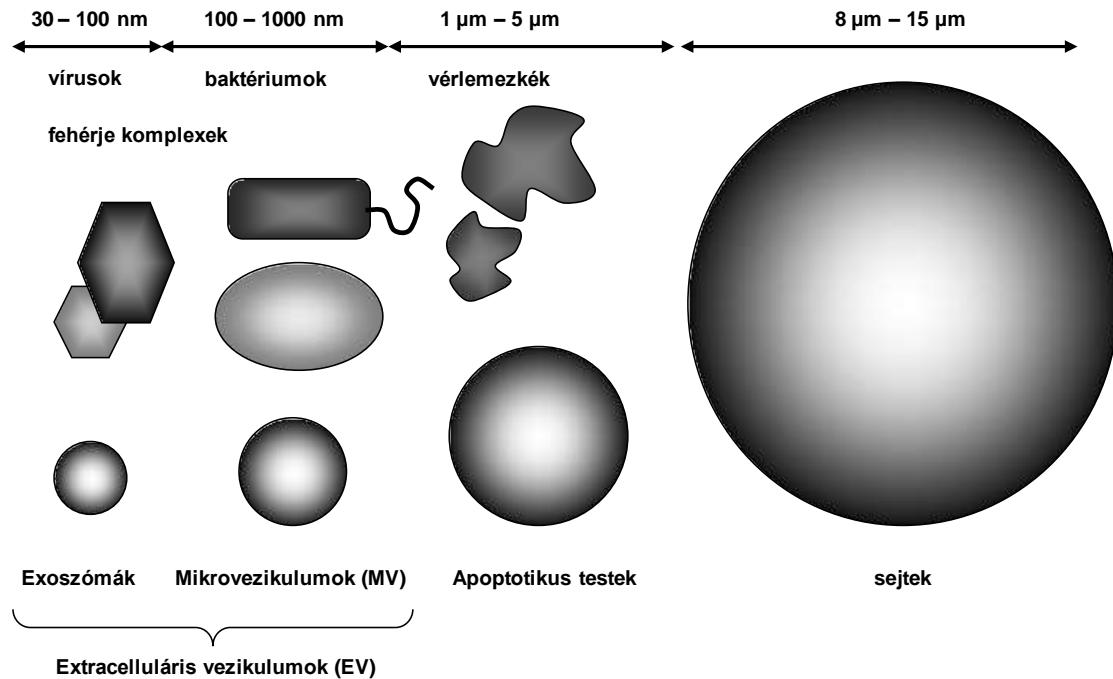 30 – 100 nm 100 – 1000 nm 1 µm – 5 µm 8 µm – 15 µm
vírusok baktériumok vérlemezkék
fehérje komplexek
Exoszómák Mikrovezikulumok (MV) Apoptotikus testek sejtek
Extracelluláris vezikulumok (EV)